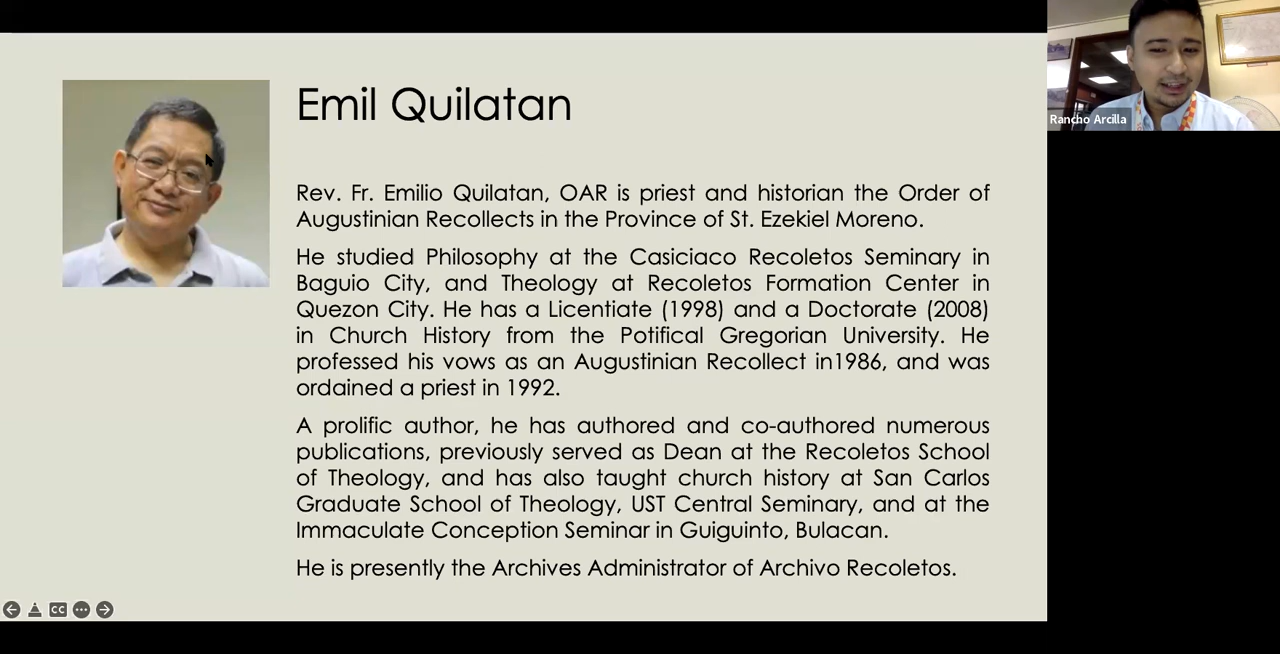 Emil Quilatan
Rev. Fr. Emilio Quilatan, OAR is priest and historian the Order of
Augustinian Recollects in the Province of St. Ezekiel Moreno.
He studied Philosophy at the Casiciaco Recoletos Seminary in
Baguio City, and Theology at Recoletos Formation Center in
Quezon City. He has a Licentiate (1998) and a Doctorate (2008)
in Church History from the Potifical Gregorian University. He
professed his vows as an Augustinian Recollect in1986, and was
ordained a priest in 1992.
A prolific author, he has authored and co-authored numerous
publications, previously served as Dean at the Recoletos School
of Theology, and has also taught church history at San Carlos
Graduate School of Theology, UST Central Seminary, and at the
Immaculate Conception Seminar in Guiguinto, Bulacan.
He is presently the Archives Administrator of Archivo Recoletos.
Rancho Arcilla
CC